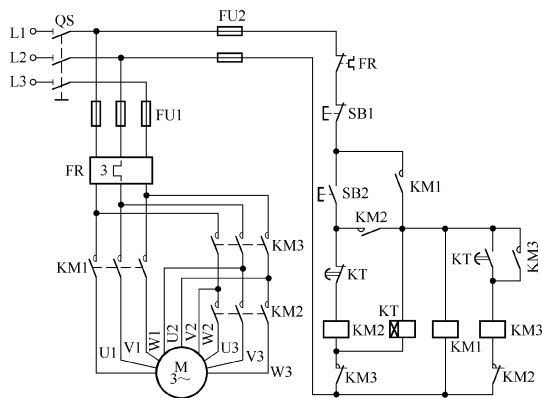 L1 QS FU2
L2
L3
FR
FU1
SB1
FR 3
KM1
SB2
KM2
KM3
KM1
KT KT KM3
KM2
KT
KM2 KM1 KM3
U1 V1 W1 U2 V2 W2 U3 V3 W3
M
3~
KM3 KM2